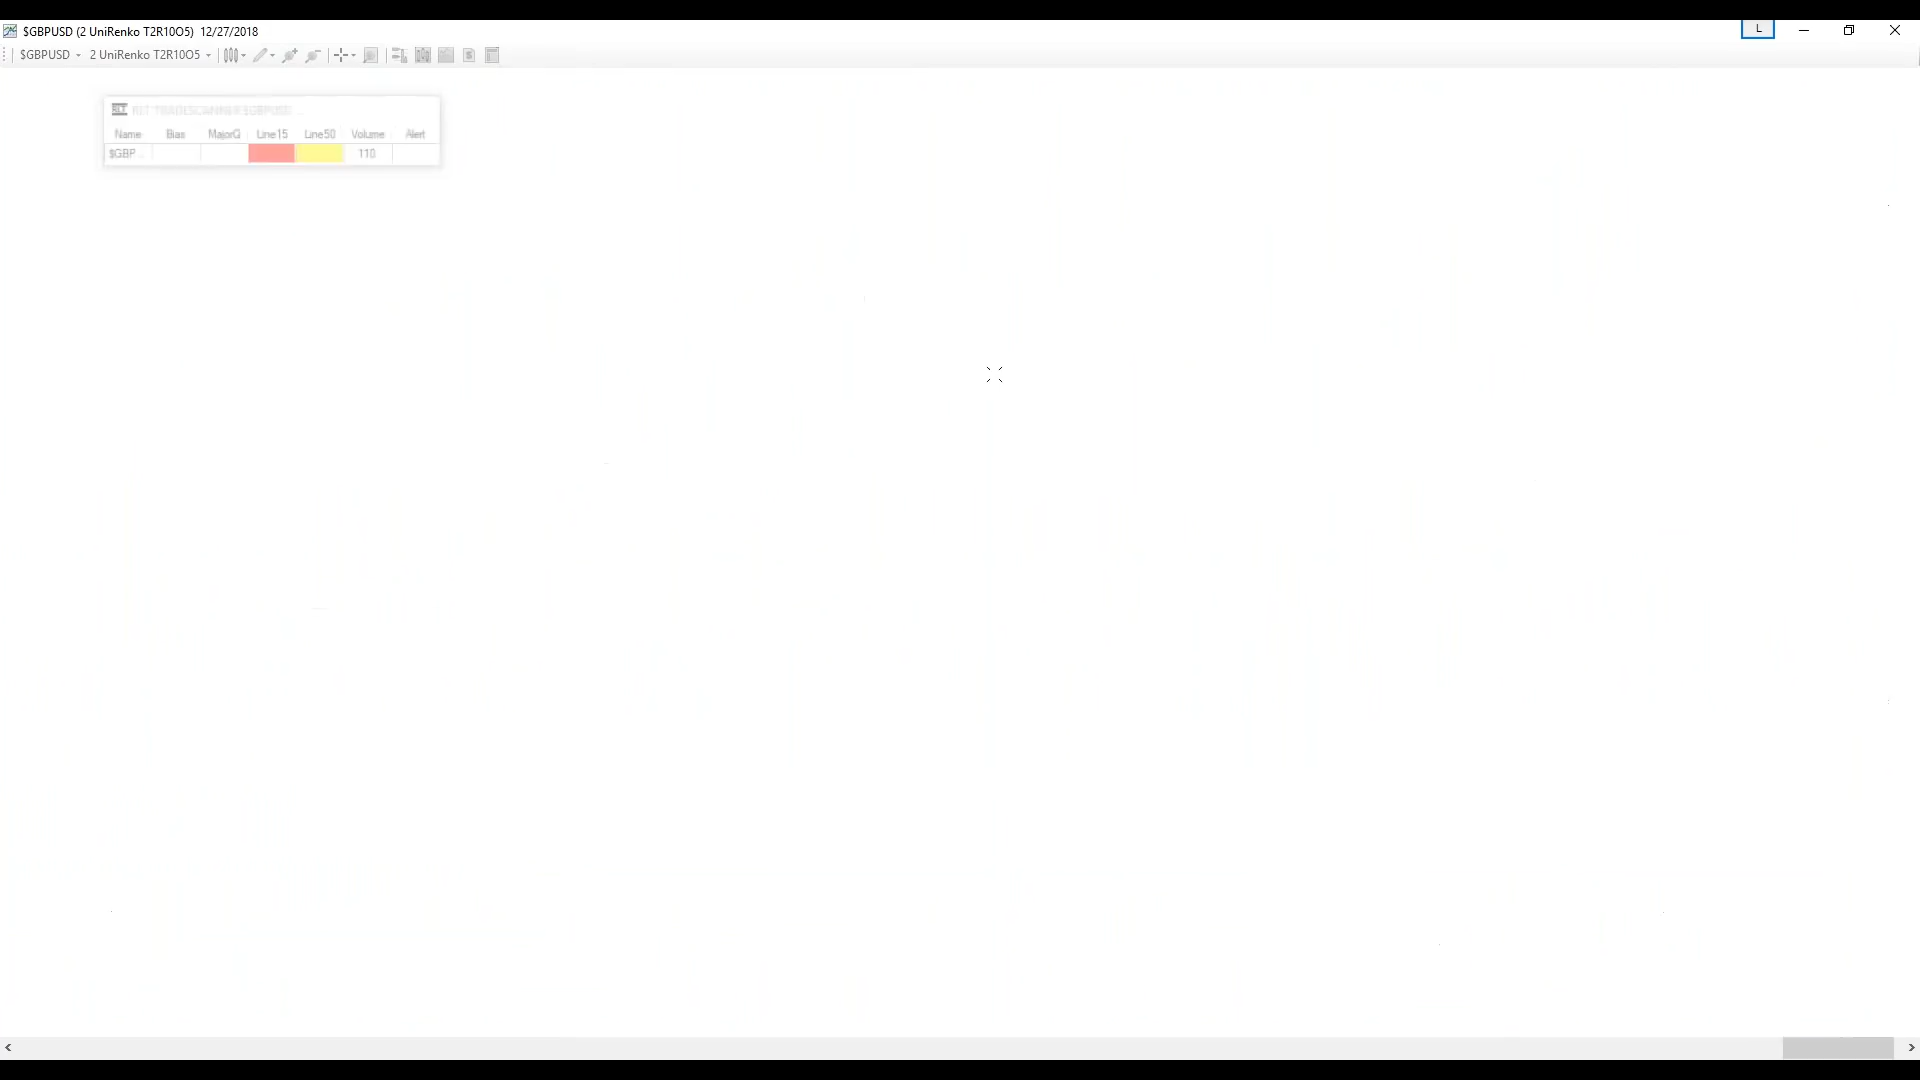 $GBPUSD (2 UniRenko T2R10O5) 12/27/2018
L
$GBPUSD 2 UniRenko T2R10O5
RLT
Name Bias MajorQ Line15 Line50 Volume Alert
$GBP... 110